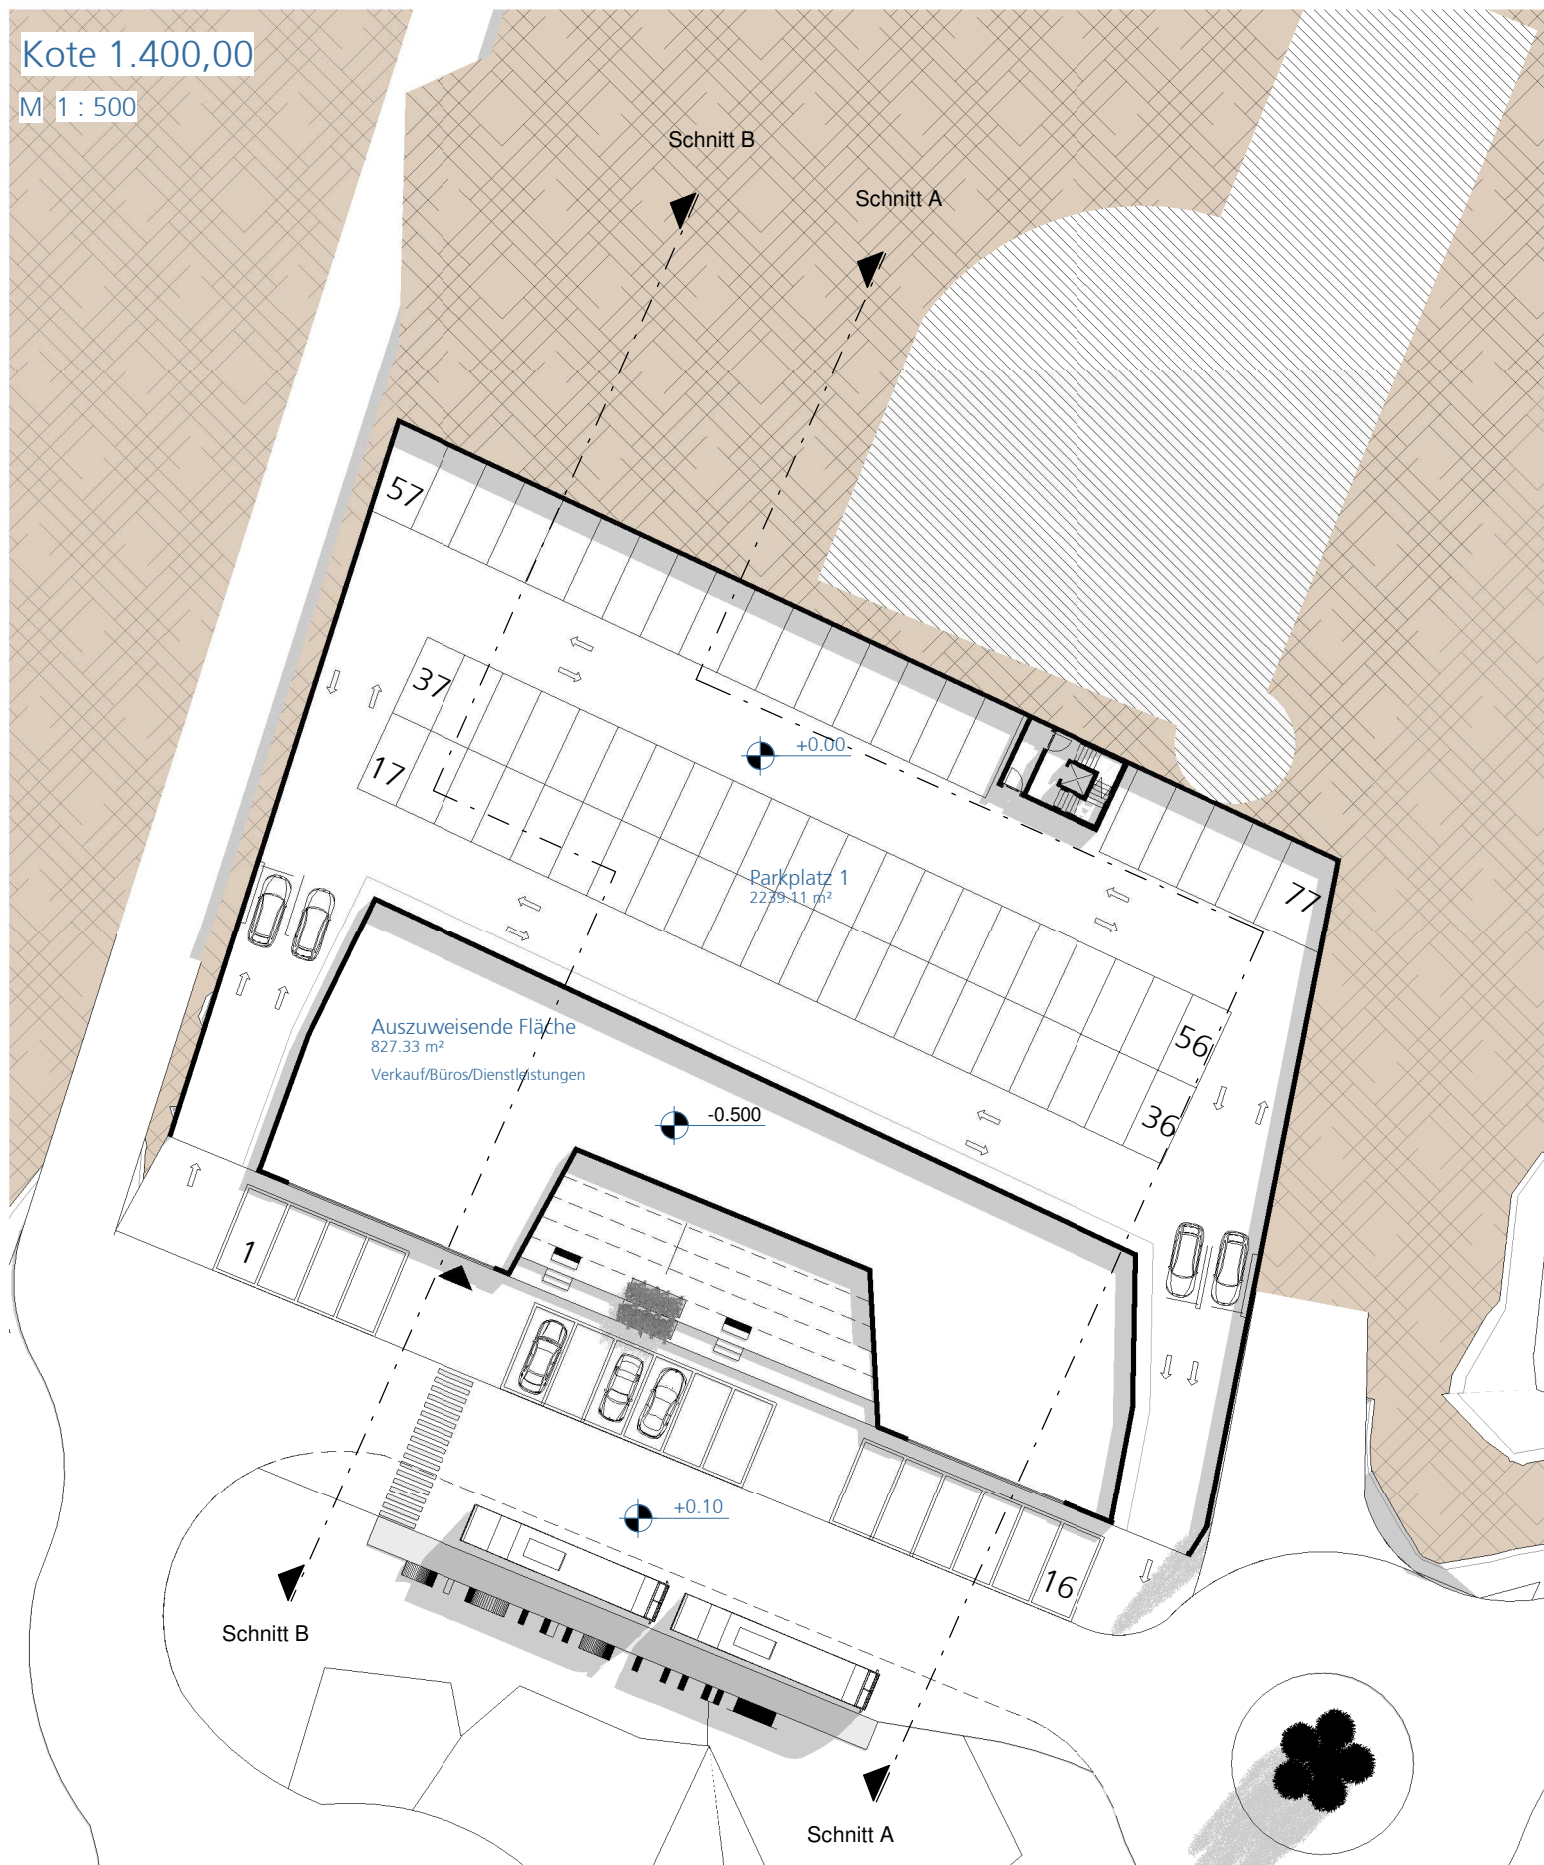 Kote 1.400,00
M 1 : 500
Schnitt B
Schnitt A
57
37
17
+0.00
Parkplatz 1
2239.11 m²
77
Auszuweisende Fläche
827.33 m²
Verkauf/Büros/Dienstleistungen
56
-0.500
36
1
+0.10
16
Schnitt B
Schnitt A